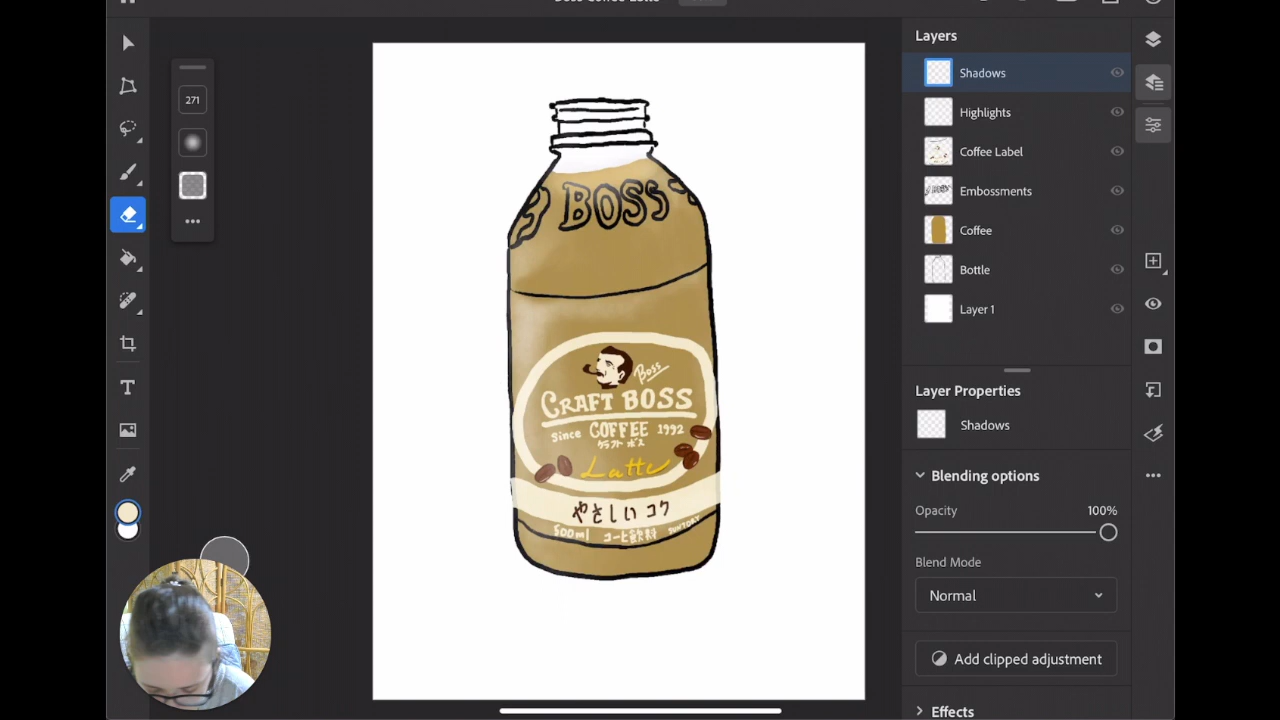 271
T
BOSS
Boss
CRAFT BOSS
Since COFFEE 1992
クラフト ボス
Latte
やさしい コク
500ml コーヒ飲料 SUNTORY
Layers
Shadows
Highlights
Coffee Label
Embossments
Coffee
Bottle
Layer 1
Layer Properties
Shadows
Blending options
Opacity 100%
Blend Mode
Normal
Add clipped adjustment
Effects